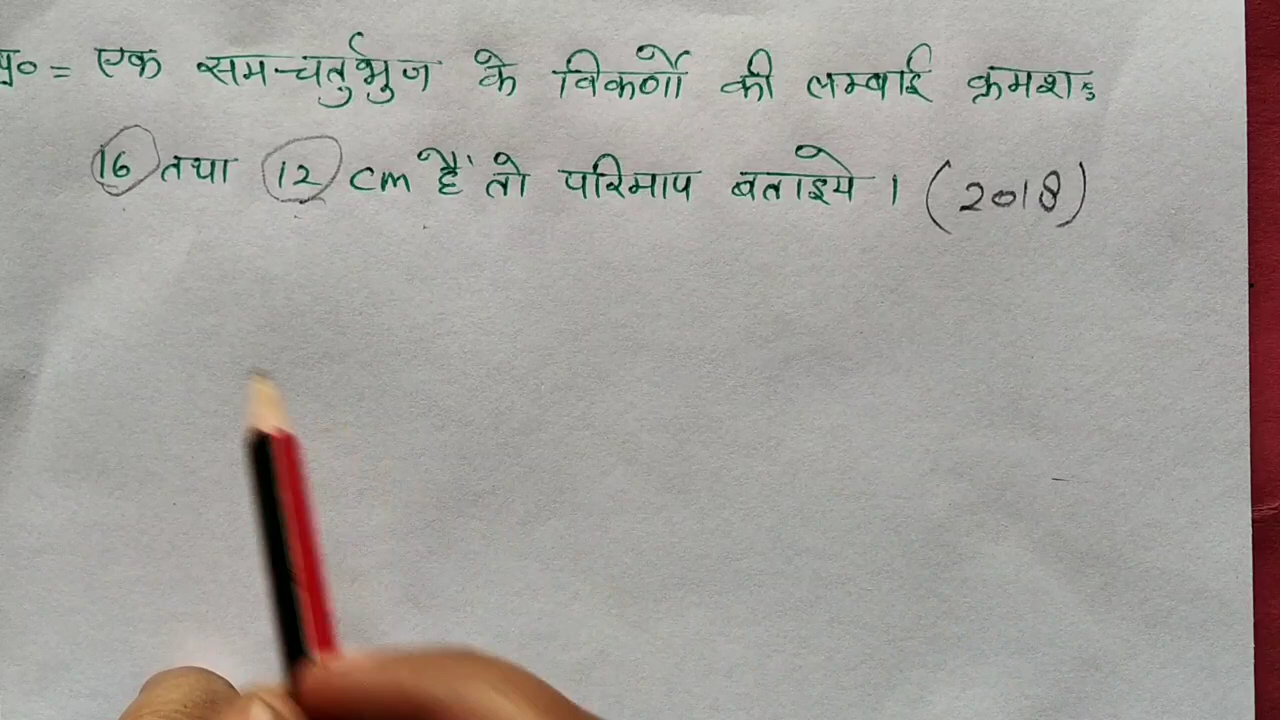 प्र० = एक समचतुर्भुज के विकर्णो की लम्बाई क्रमशः
16 तथा 12 cm है तो परिमाप बताइये । (2018)